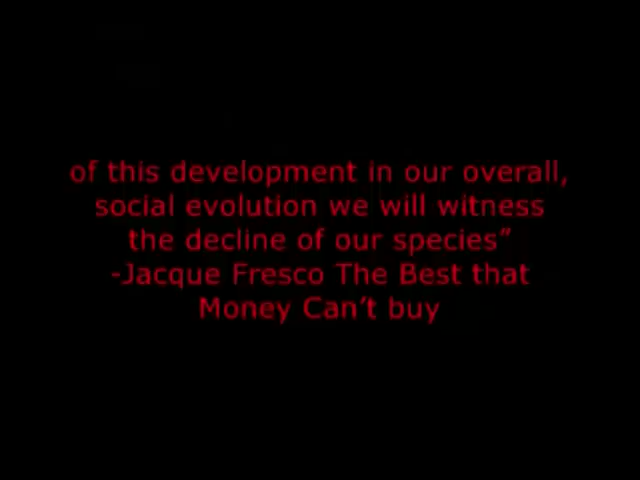 of this development in our overall,
social evolution we will witness
the decline of our species”
-Jacque Fresco The Best that
Money Can’t buy